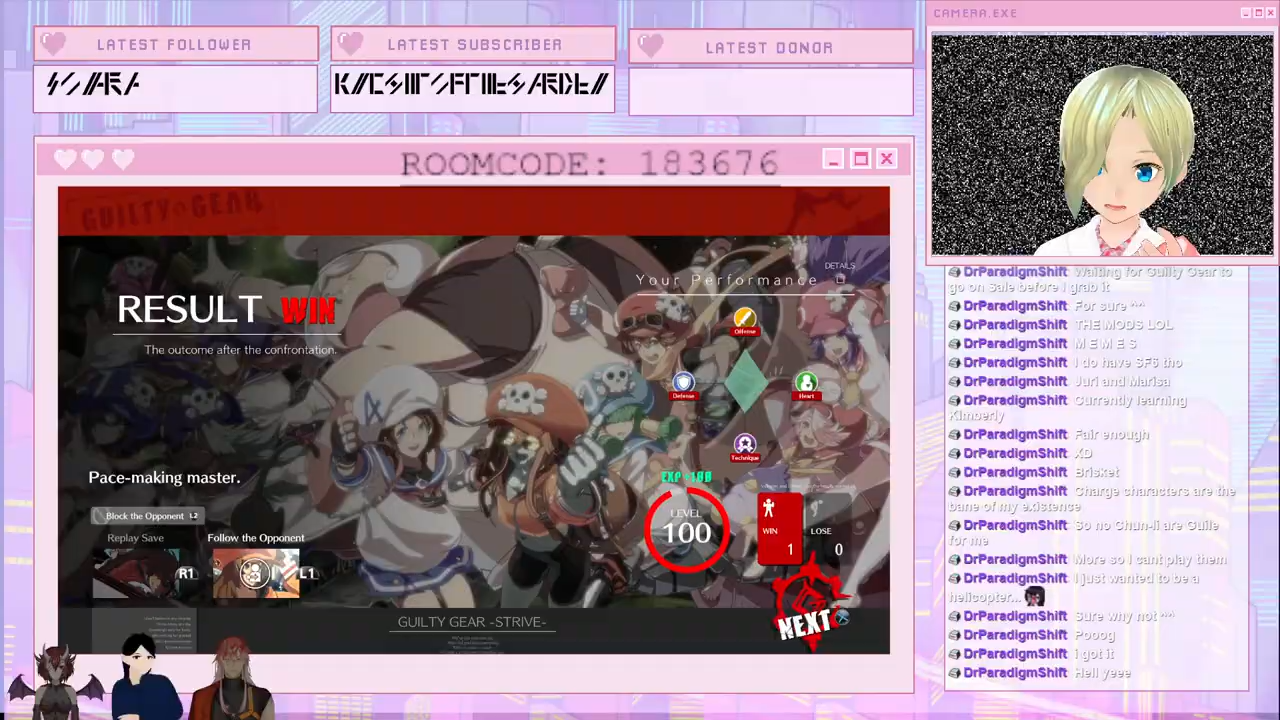 LATEST FOLLOWER
LATEST SUBSCRIBER
LATEST DONOR
CAMERA.EXE
ROOMCODE: 183676
GUILTY GEAR
DETAILS
Your Performance
RESULT WIN
The outcome after the confrontation.
Offense
Defense
Heart
Technique
Pace-making master.
Block the Opponent L2
Replay Save
Follow the Opponent
R1
L1
EXP+100
LEVEL
100
WIN
1
LOSE
0
NEXT
GUILTY GEAR -STRIVE-
DrParadigmShift Waiting for Guilty Gear to
go on Sale before I grab it
DrParadigmShift For sure ^^
DrParadigmShift THE MODS LOL
DrParadigmShift M E M E S
DrParadigmShift I do have SF6 tho
DrParadigmShift Juri and Marisa
DrParadigmShift Currently learning
Kimberly
DrParadigmShift Fair enough
DrParadigmShift XD
DrParadigmShift Brisket
DrParadigmShift Charge characters are the
bane of my existence
DrParadigmShift So no Chun-li are Guile
for me
DrParadigmShift More so I cant play them
DrParadigmShift I just wanted to be a
helicopter...
DrParadigmShift Sure why not ^^
DrParadigmShift Pooog
DrParadigmShift I got it
DrParadigmShift Hell yeee